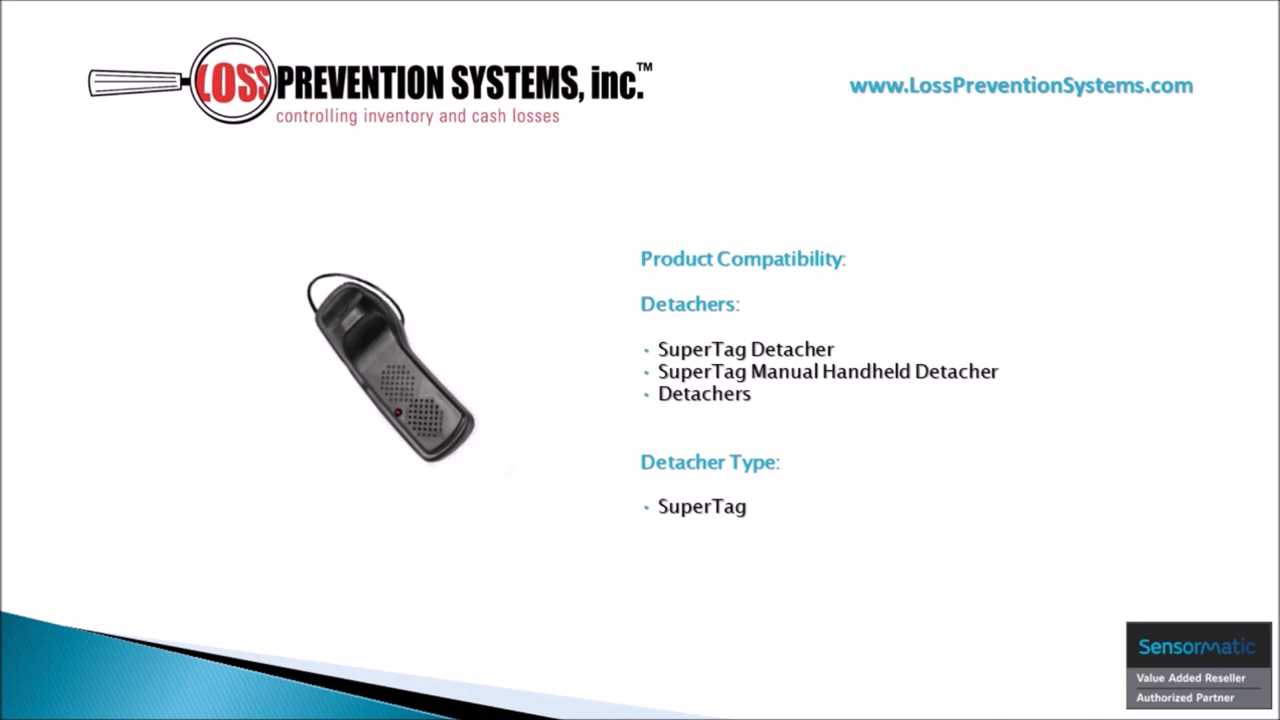 LOSS PREVENTION SYSTEMS, inc.™
controlling inventory and cash losses
www.LossPreventionSystems.com
Product Compatibility:
Detachers:
• SuperTag Detacher
• SuperTag Manual Handheld Detacher
• Detachers
Detacher Type:
• SuperTag
Sensormatic
Value Added Reseller
Authorized Partner